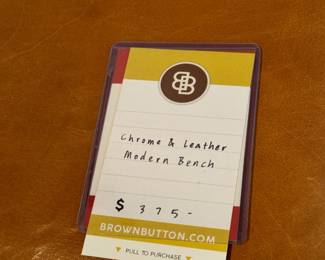 BB
Chrome & Leather
Modern Bench
$ 375-
BROWNBUTTON.COM
▼ PULL TO PURCHASE ▼